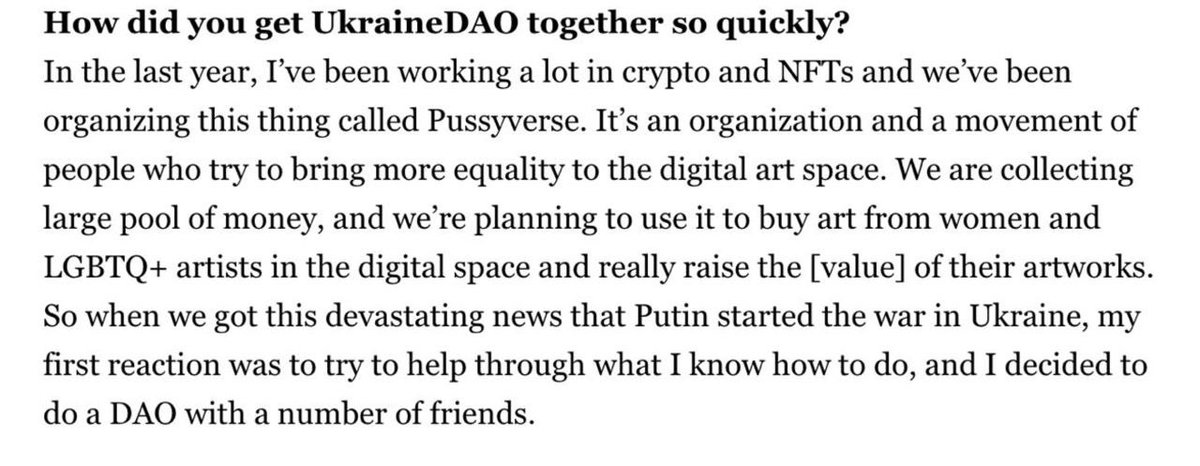 How did you get UkraineDAO together so quickly?
In the last year, I’ve been working a lot in crypto and NFTs and we’ve been
organizing this thing called Pussyverse. It’s an organization and a movement of
people who try to bring more equality to the digital art space. We are collecting
large pool of money, and we’re planning to use it to buy art from women and
LGBTQ+ artists in the digital space and really raise the [value] of their artworks.
So when we got this devastating news that Putin started the war in Ukraine, my
first reaction was to try to help through what I know how to do, and I decided to
do a DAO with a number of friends.